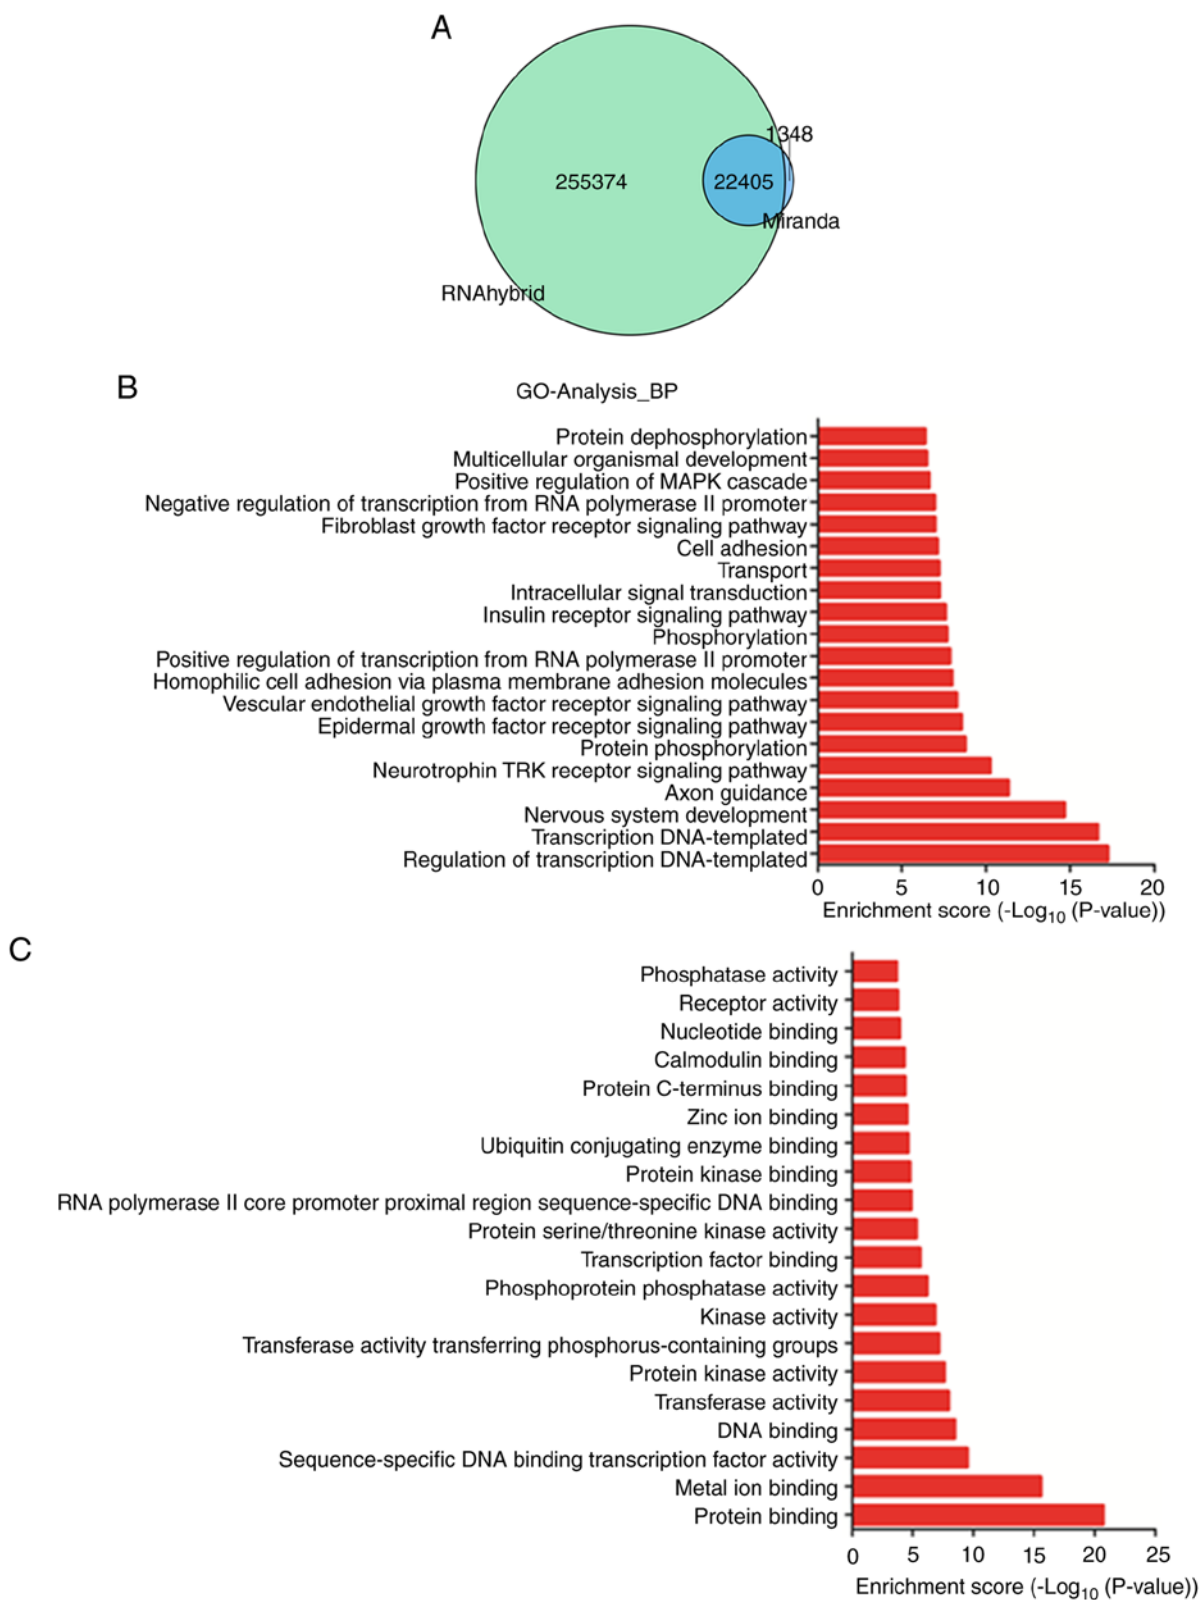 A
1348
255374
22405
Miranda
RNAhybrid
B
GO-Analysis_BP
Protein dephosphorylation
Multicellular organismal development
Positive regulation of MAPK cascade
Negative regulation of transcription from RNA polymerase II promoter
Fibroblast growth factor receptor signaling pathway
Cell adhesion
Transport
Intracellular signal transduction
Insulin receptor signaling pathway
Phosphorylation
Positive regulation of transcription from RNA polymerase II promoter
Homophilic cell adhesion via plasma membrane adhesion molecules
Vescular endothelial growth factor receptor signaling pathway
Epidermal growth factor receptor signaling pathway
Protein phosphorylation
Neurotrophin TRK receptor signaling pathway
Axon guidance
Nervous system development
Transcription DNA-templated
Regulation of transcription DNA-templated
0 5 10 15 20
Enrichment score (-Log10 (P-value))
C
Phosphatase activity
Receptor activity
Nucleotide binding
Calmodulin binding
Protein C-terminus binding
Zinc ion binding
Ubiquitin conjugating enzyme binding
Protein kinase binding
RNA polymerase II core promoter proximal region sequence-specific DNA binding
Protein serine/threonine kinase activity
Transcription factor binding
Phosphoprotein phosphatase activity
Kinase activity
Transferase activity transferring phosphorus-containing groups
Protein kinase activity
Transferase activity
DNA binding
Sequence-specific DNA binding transcription factor activity
Metal ion binding
Protein binding
0 5 10 15 20 25
Enrichment score (-Log10 (P-value))